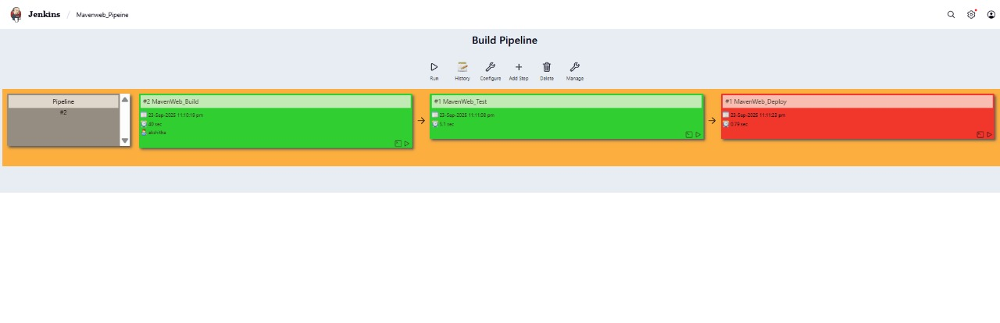 Jenkins / Mavenweb_Pipeine
Build Pipeline
Run History Configure Add Step Delete Manage
Pipeline
#2
#2 MavenWeb_Build
23-Sep-2025 11:10:19 pm
40 sec
akshitha
#1 MavenWeb_Test
23-Sep-2025 11:11:08 pm
5.1 sec
#1 MavenWeb_Deploy
23-Sep-2025 11:11:23 pm
0.79 sec